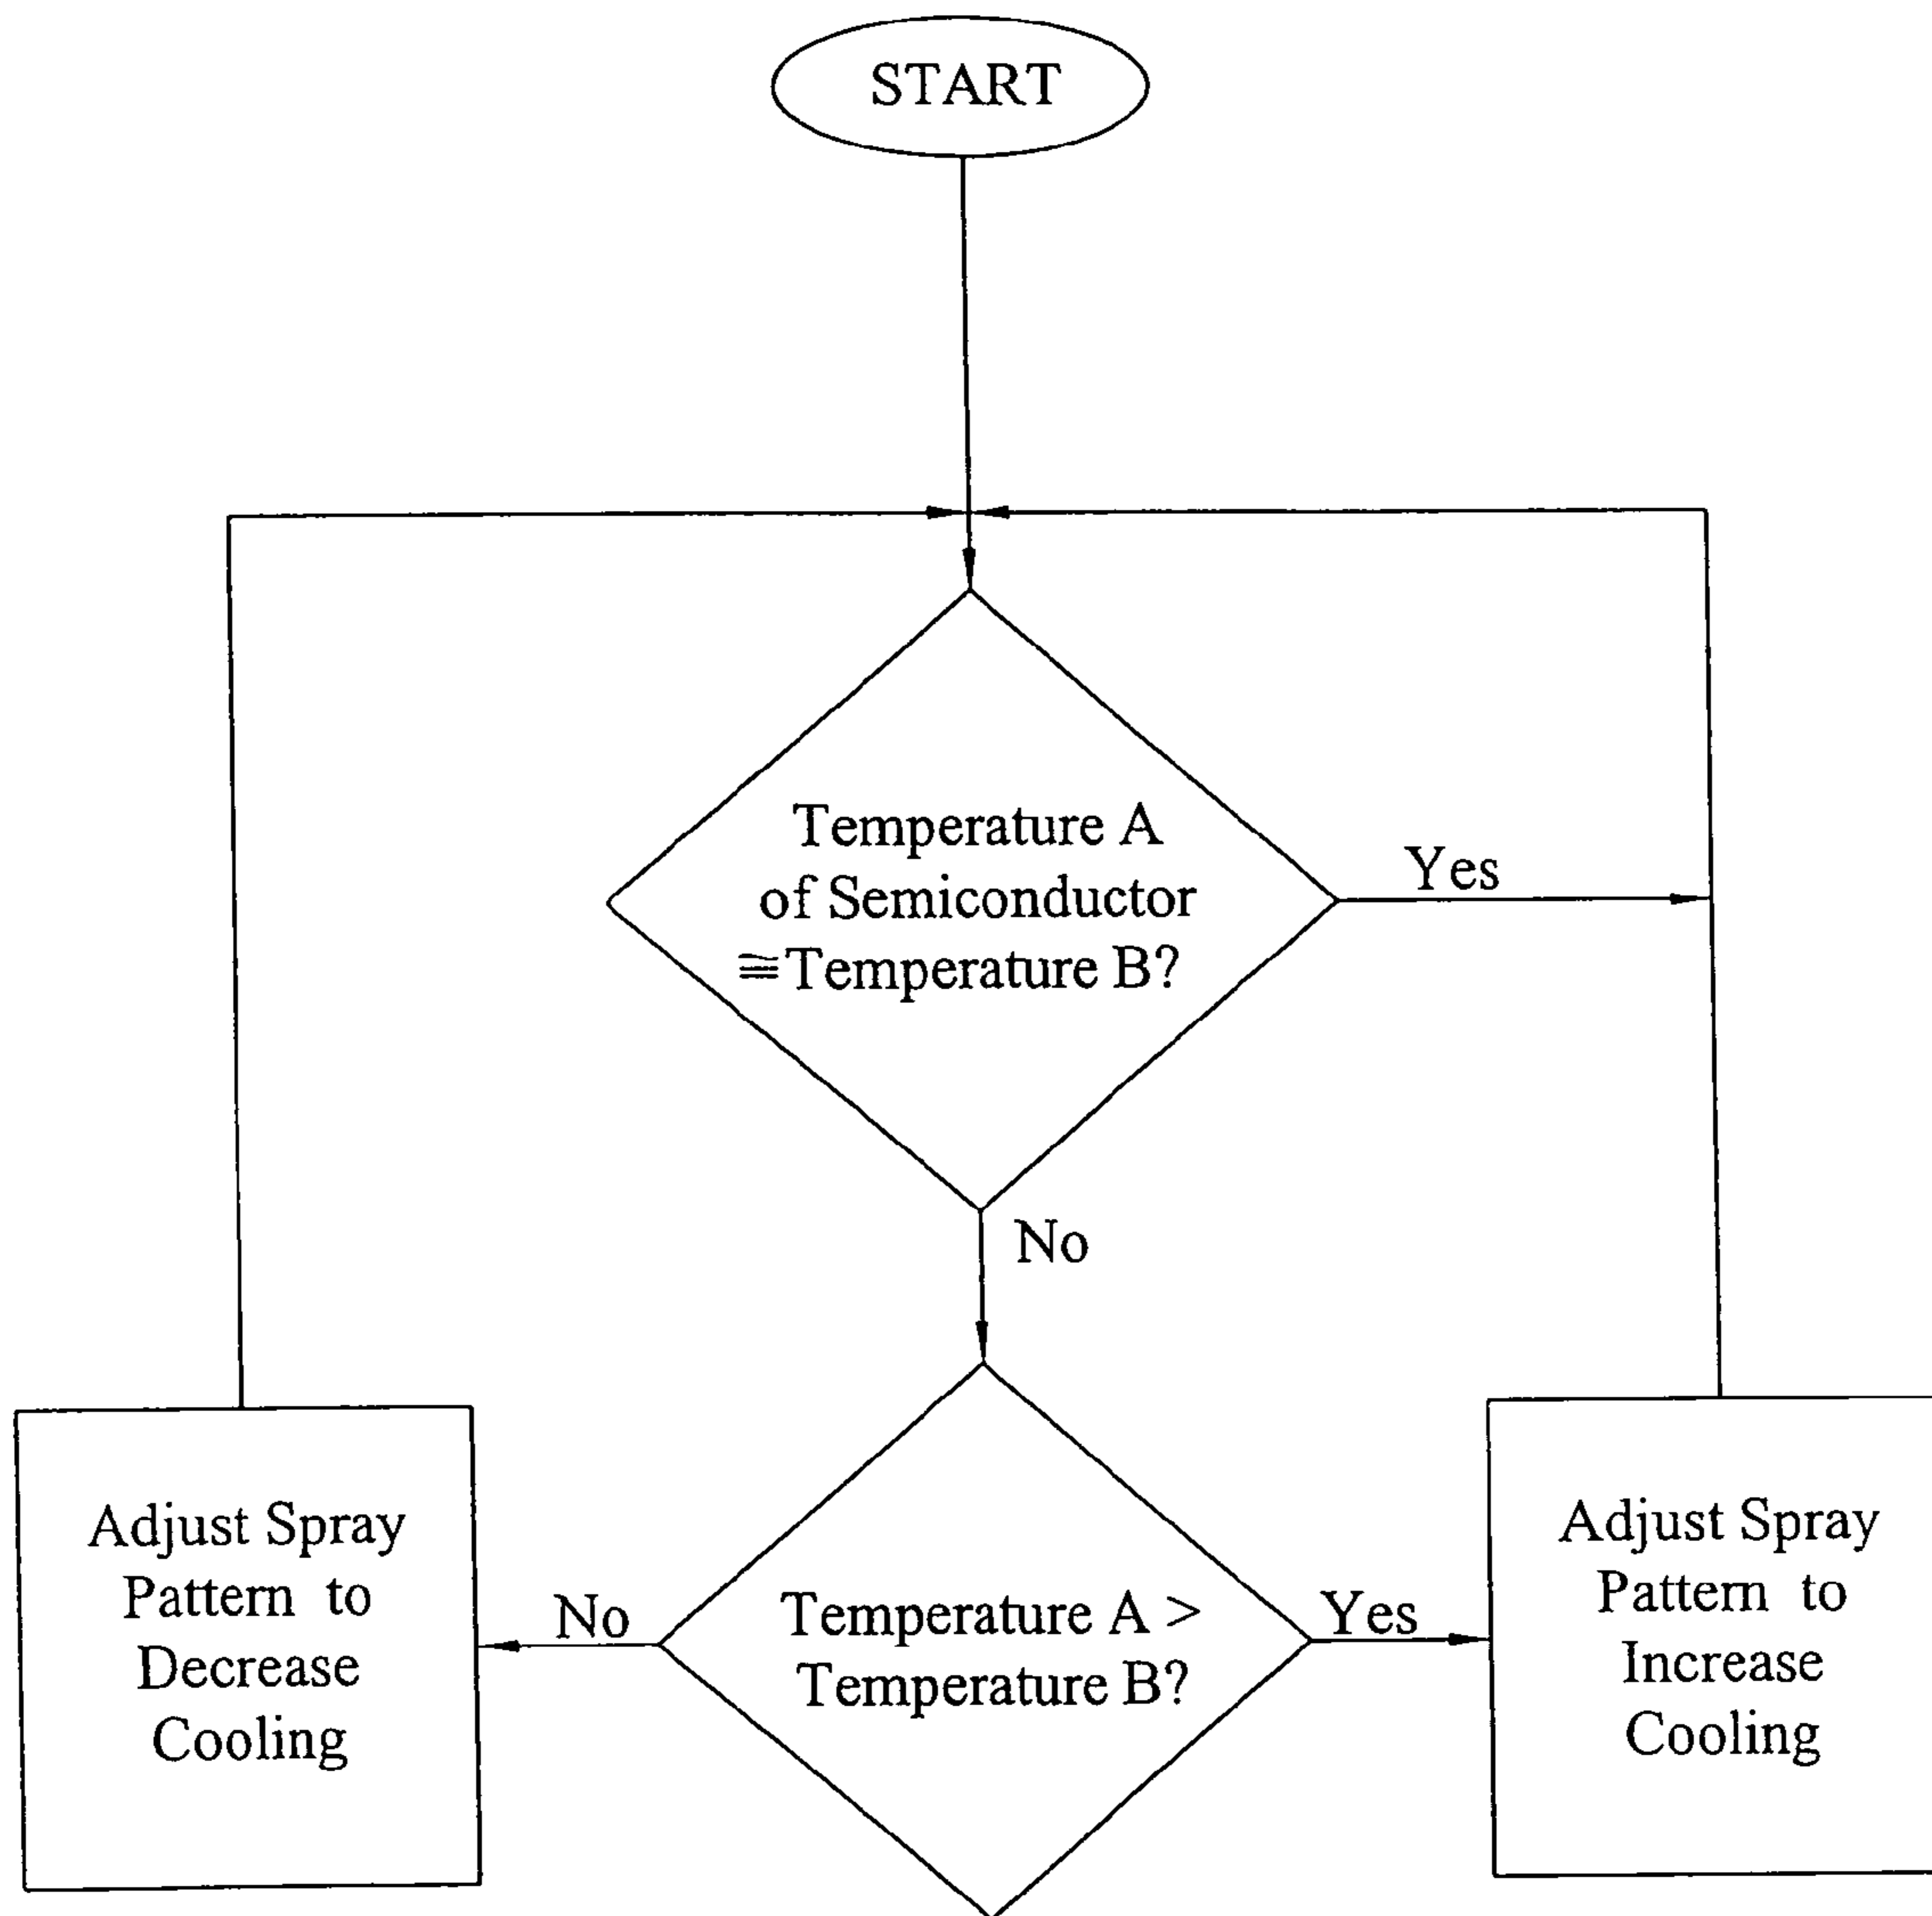 START
Temperature A
of Semiconductor
≅Temperature B?
Yes
No
Adjust Spray
Pattern to
Decrease
Cooling
No
Temperature A >
Temperature B?
Yes
Adjust Spray
Pattern to
Increase
Cooling